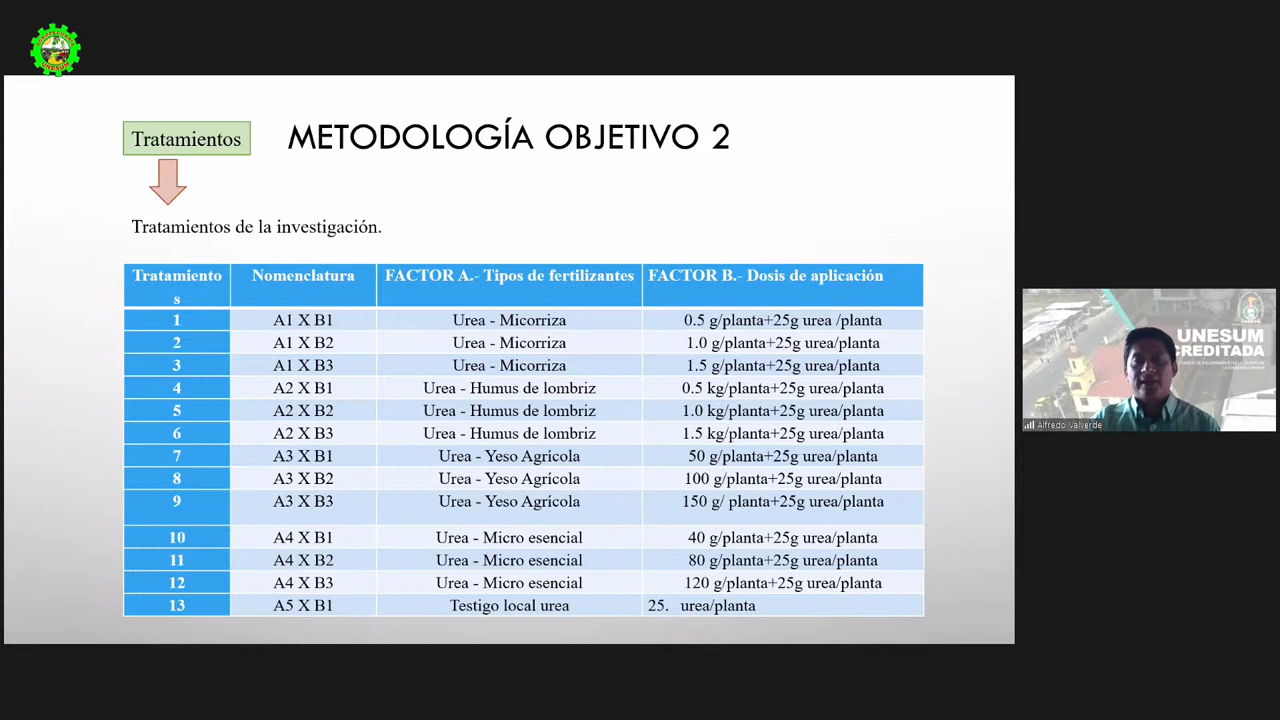 Tratamientos
METODOLOGÍA OBJETIVO 2
Tratamientos de la investigación.
Tratamiento
s
Nomenclatura
FACTOR A.- Tipos de fertilizantes
FACTOR B.- Dosis de aplicación
1 A1 X B1 Urea - Micorriza 0.5 g/planta+25g urea /planta
2 A1 X B2 Urea - Micorriza 1.0 g/planta+25g urea/planta
3 A1 X B3 Urea - Micorriza 1.5 g/planta+25g urea/planta
4 A2 X B1 Urea - Humus de lombriz 0.5 kg/planta+25g urea/planta
5 A2 X B2 Urea - Humus de lombriz 1.0 kg/planta+25g urea/planta
6 A2 X B3 Urea - Humus de lombriz 1.5 kg/planta+25g urea/planta
7 A3 X B1 Urea - Yeso Agrícola 50 g/planta+25g urea/planta
8 A3 X B2 Urea - Yeso Agrícola 100 g/planta+25g urea/planta
9 A3 X B3 Urea - Yeso Agrícola 150 g/ planta+25g urea/planta
10 A4 X B1 Urea - Micro esencial 40 g/planta+25g urea/planta
11 A4 X B2 Urea - Micro esencial 80 g/planta+25g urea/planta
12 A4 X B3 Urea - Micro esencial 120 g/planta+25g urea/planta
13 A5 X B1 Testigo local urea 25. urea/planta
UNESUM
CREDITADA
Alfredo Valverde